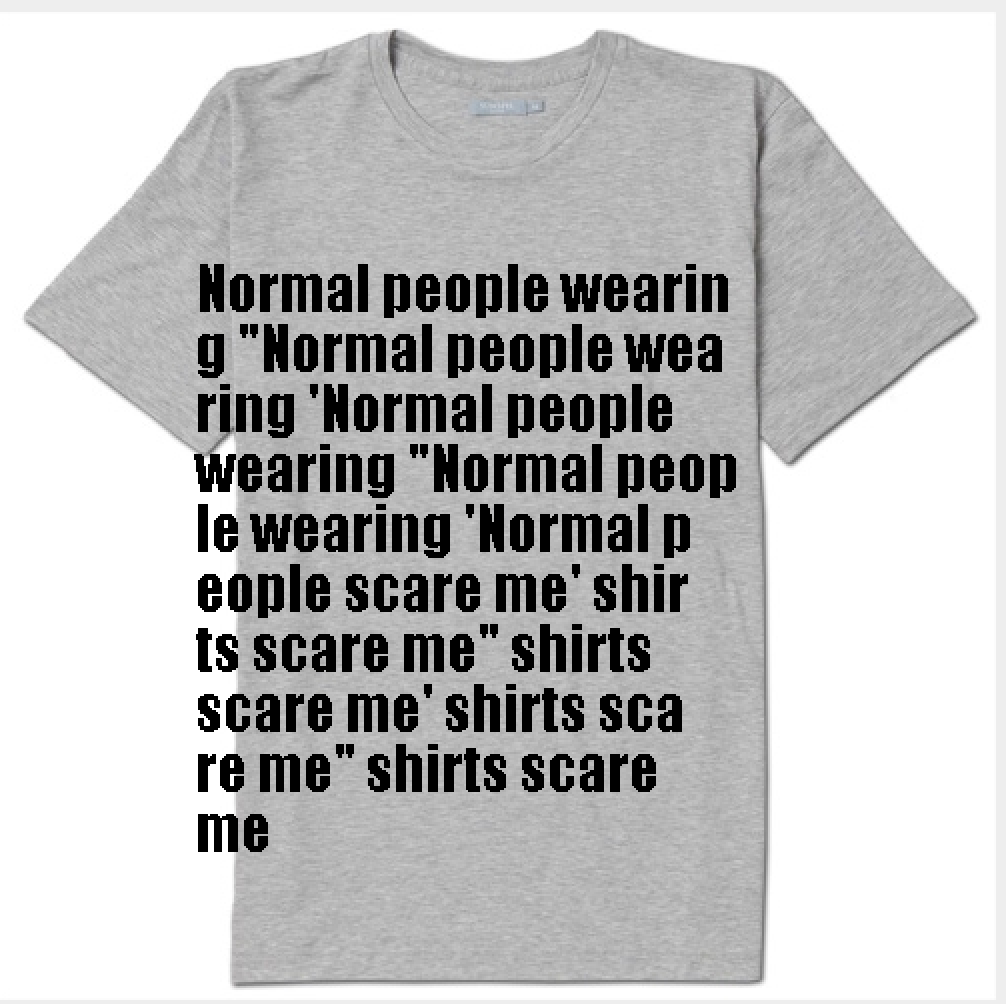 Normal people wearin
g "Normal people wea
ring 'Normal people
wearing "Normal peop
le wearing 'Normal p
eople scare me' shir
ts scare me" shirts
scare me' shirts sca
re me" shirts scare
me